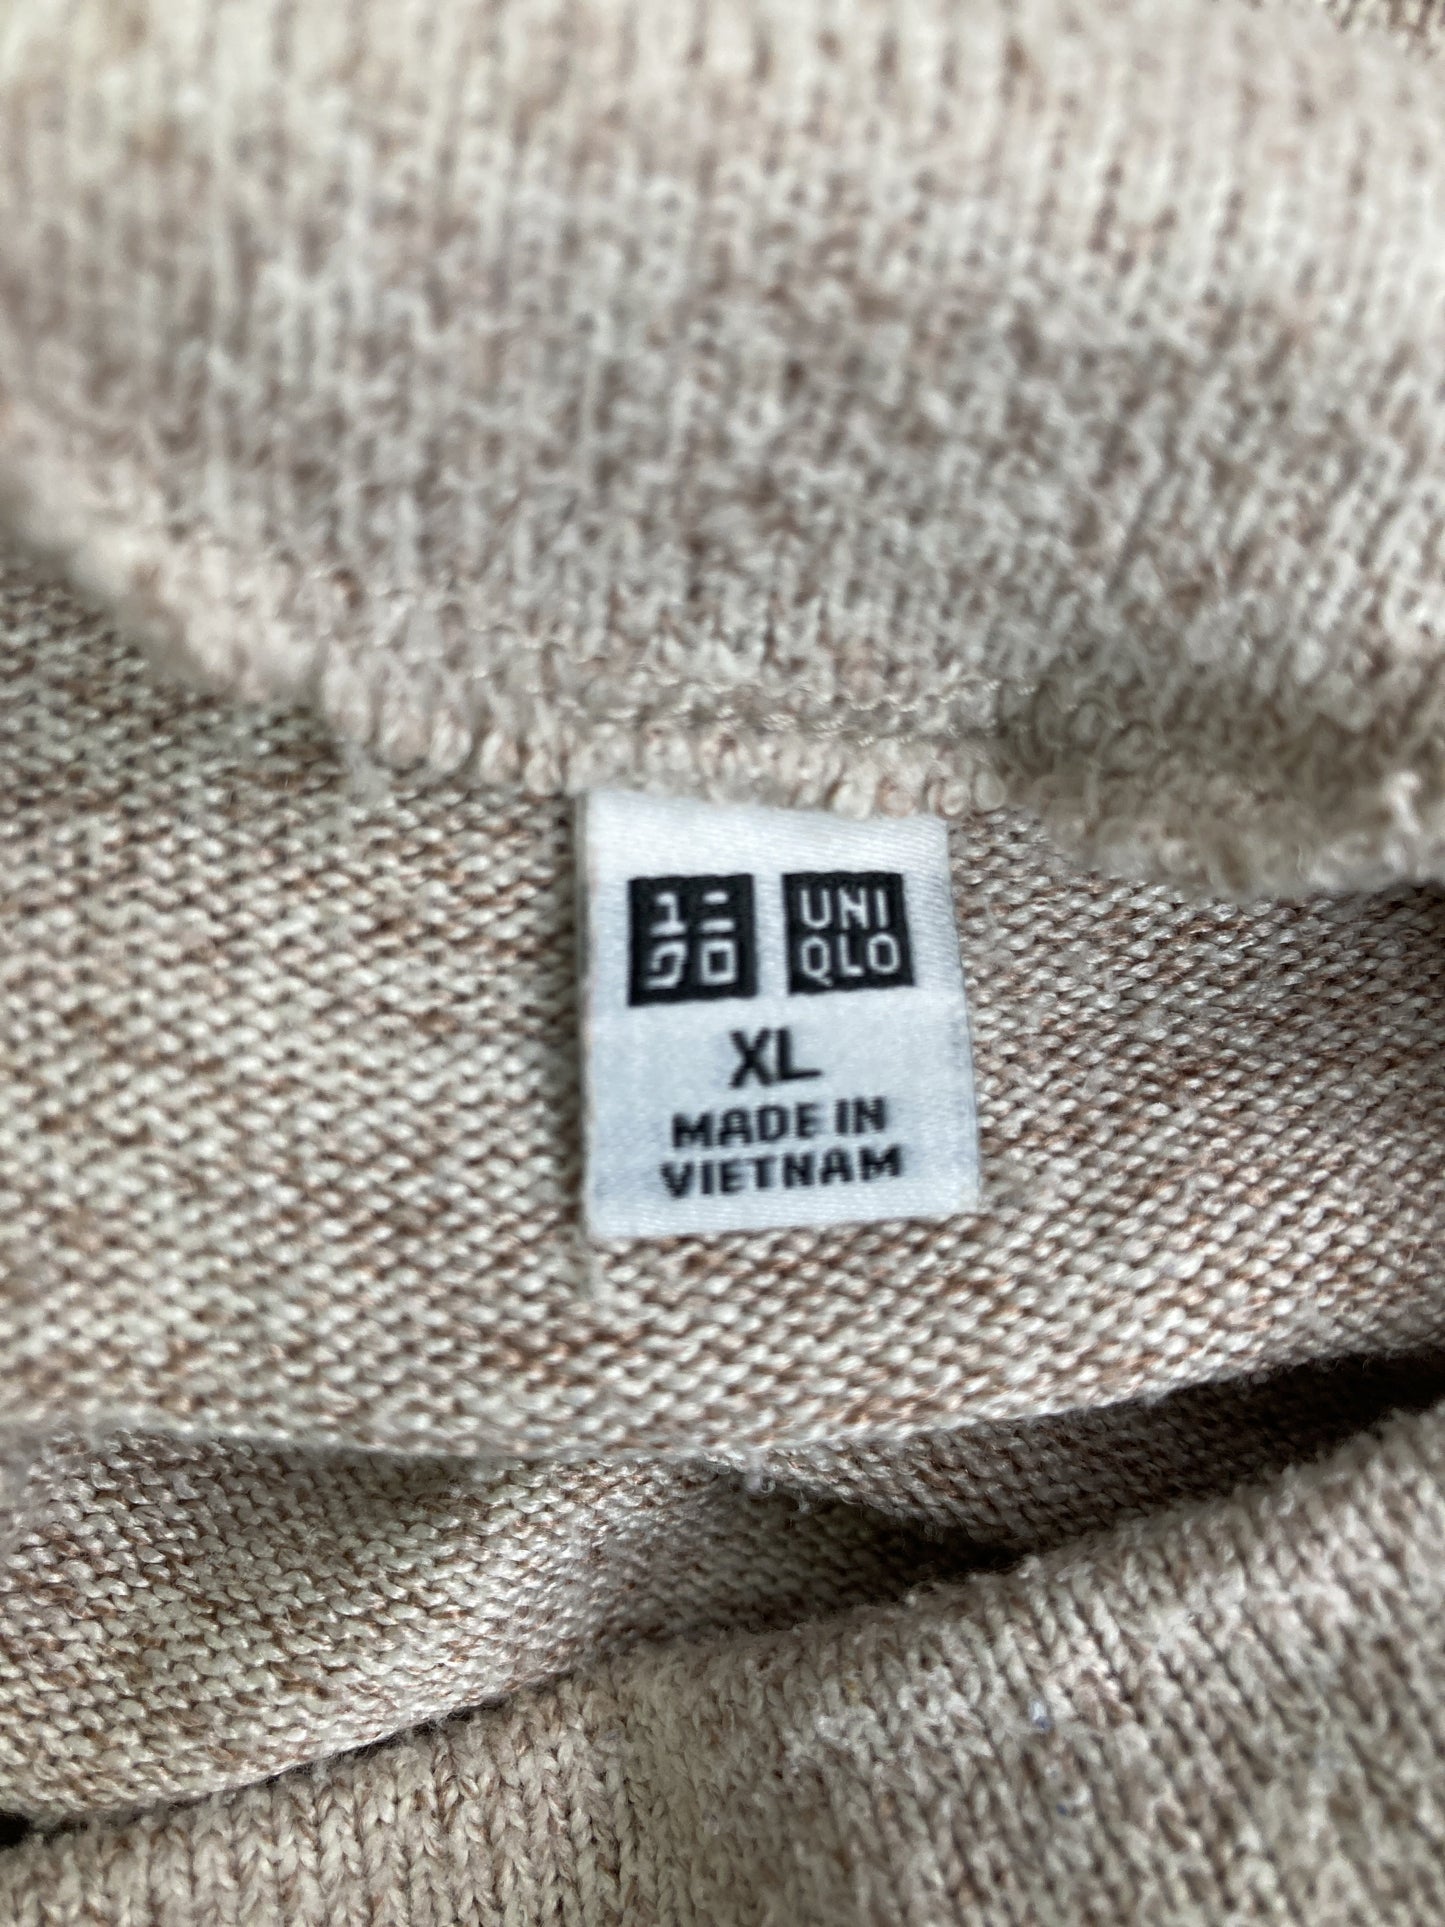 ユニ
クロ
UNI
QLO
XL
MADE IN
VIETNAM